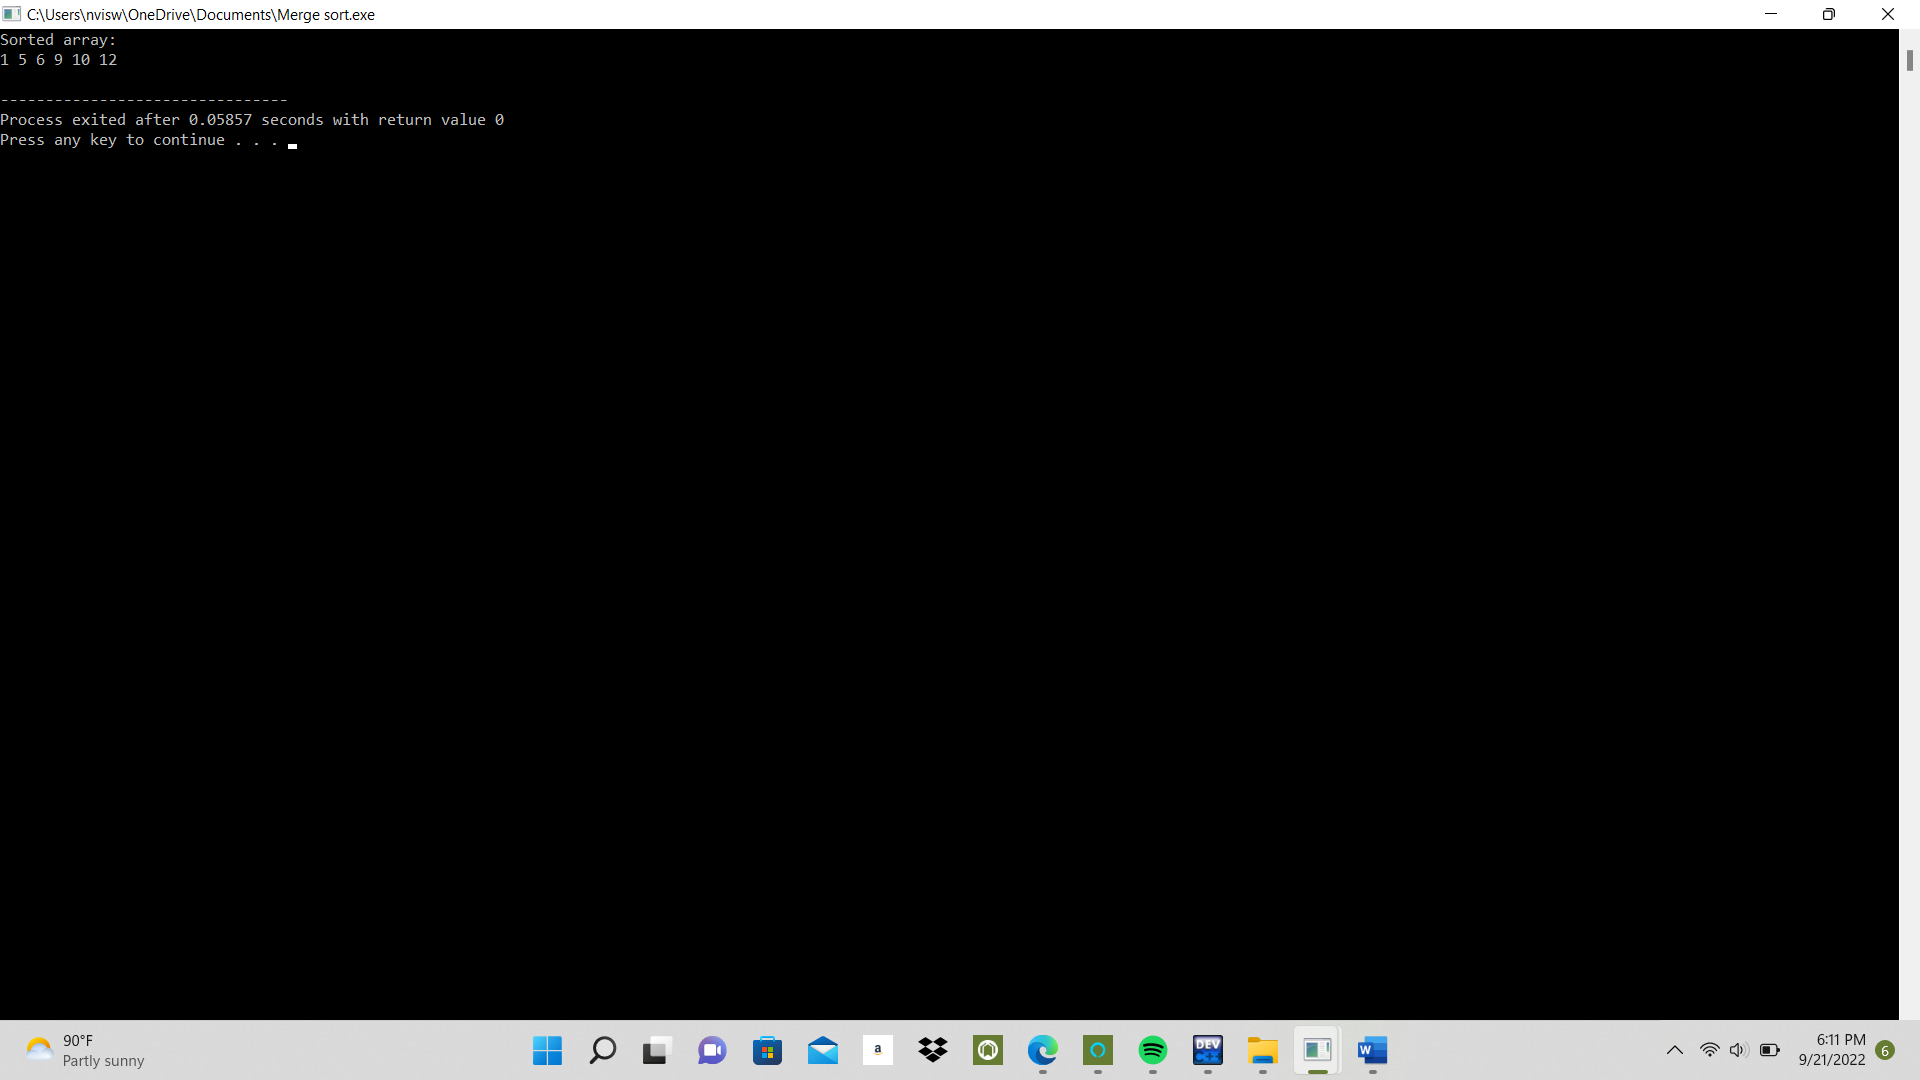 C:\Users\nvisw\OneDrive\Documents\Merge sort.exe
Sorted array:
1 5 6 9 10 12
--------------------------------
Process exited after 0.05857 seconds with return value 0
Press any key to continue . . .
90°F
Partly sunny
a
DEV
C++
W
6:11 PM
9/21/2022
6